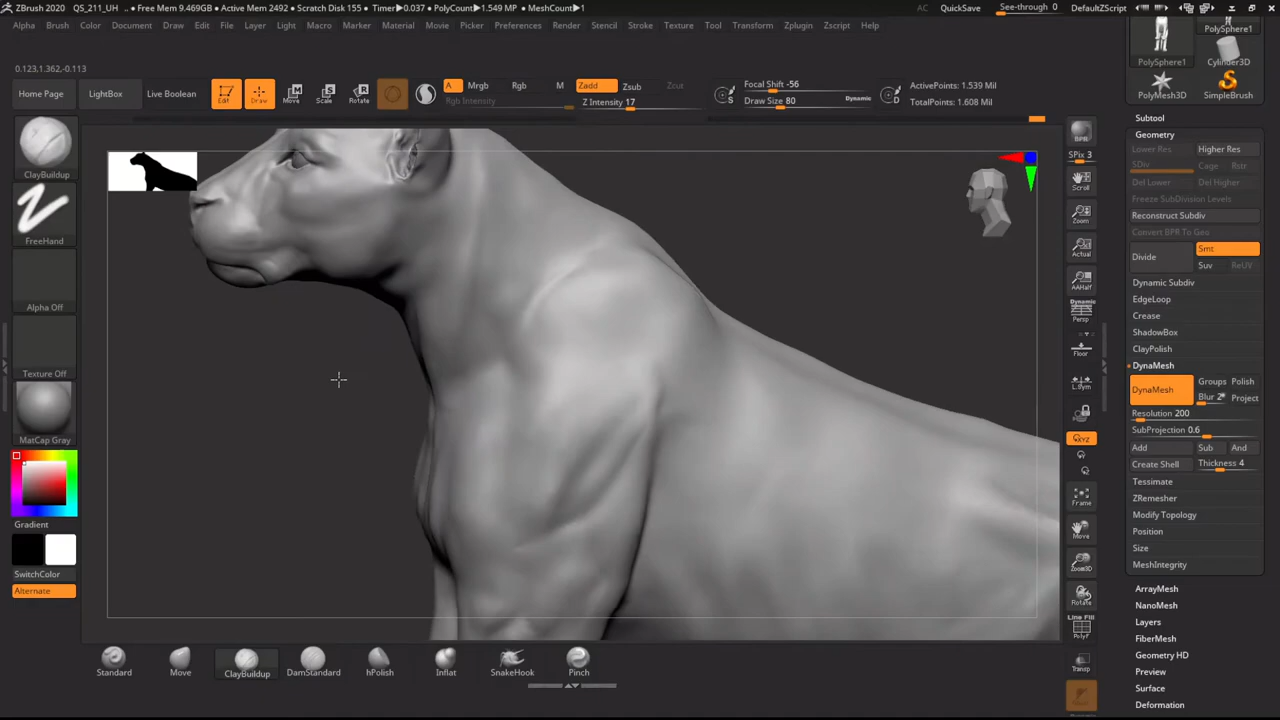 ZBrush 2020 QS_211_UH • Free Mem 9.469GB • Active Mem 2492 • Scratch Disk 155 • Timer▶0.037 • PolyCount▶1.549 MP • MeshCount▶1
AC QuickSave See-through 0 DefaultZScript
Alpha Brush Color Document Draw Edit File Layer Light Macro Marker Material Movie Picker Preferences Render Stencil Stroke Texture Tool Transform Zplugin Zscript Help
0.123,1.362,-0.113
Home Page LightBox Live Boolean
Edit Draw Move Scale Rotate
A Mrgb Rgb M
Rgb Intensity
Zadd Zsub Zcut
Z Intensity 17
S
Focal Shift -56
Draw Size 80 Dynamic
D
ActivePoints: 1.539 Mil
TotalPoints: 1.608 Mil
ClayBuildup
FreeHand
Alpha Off
Texture Off
MatCap Gray
Gradient
SwitchColor
Alternate
Standard Move ClayBuildup DamStandard hPolish Inflat SnakeHook Pinch
BPR
SPix 3
Scroll
Zoom
Actual
AAHalf
Dynamic
Persp
Floor
L.Sym
XYZ
Frame
Move
Zoom3D
Rotate
Line Fill
PolyF
Transp
PolySphere1 PolySphere1
Cylinder3D
PolyMesh3D SimpleBrush
Subtool
Geometry
Lower Res Higher Res
SDiv Cage Rstr
Del Lower Del Higher
Freeze SubDivision Levels
Reconstruct Subdiv
Convert BPR To Geo
Divide Smt
Suv ReUV
Dynamic Subdiv
EdgeLoop
Crease
ShadowBox
ClayPolish
DynaMesh
DynaMesh Groups Polish
Blur 2 Project
Resolution 200
SubProjection 0.6
Add Sub And
Create Shell Thickness 4
Tessimate
ZRemesher
Modify Topology
Position
Size
MeshIntegrity
ArrayMesh
NanoMesh
Layers
FiberMesh
Geometry HD
Preview
Surface
Deformation